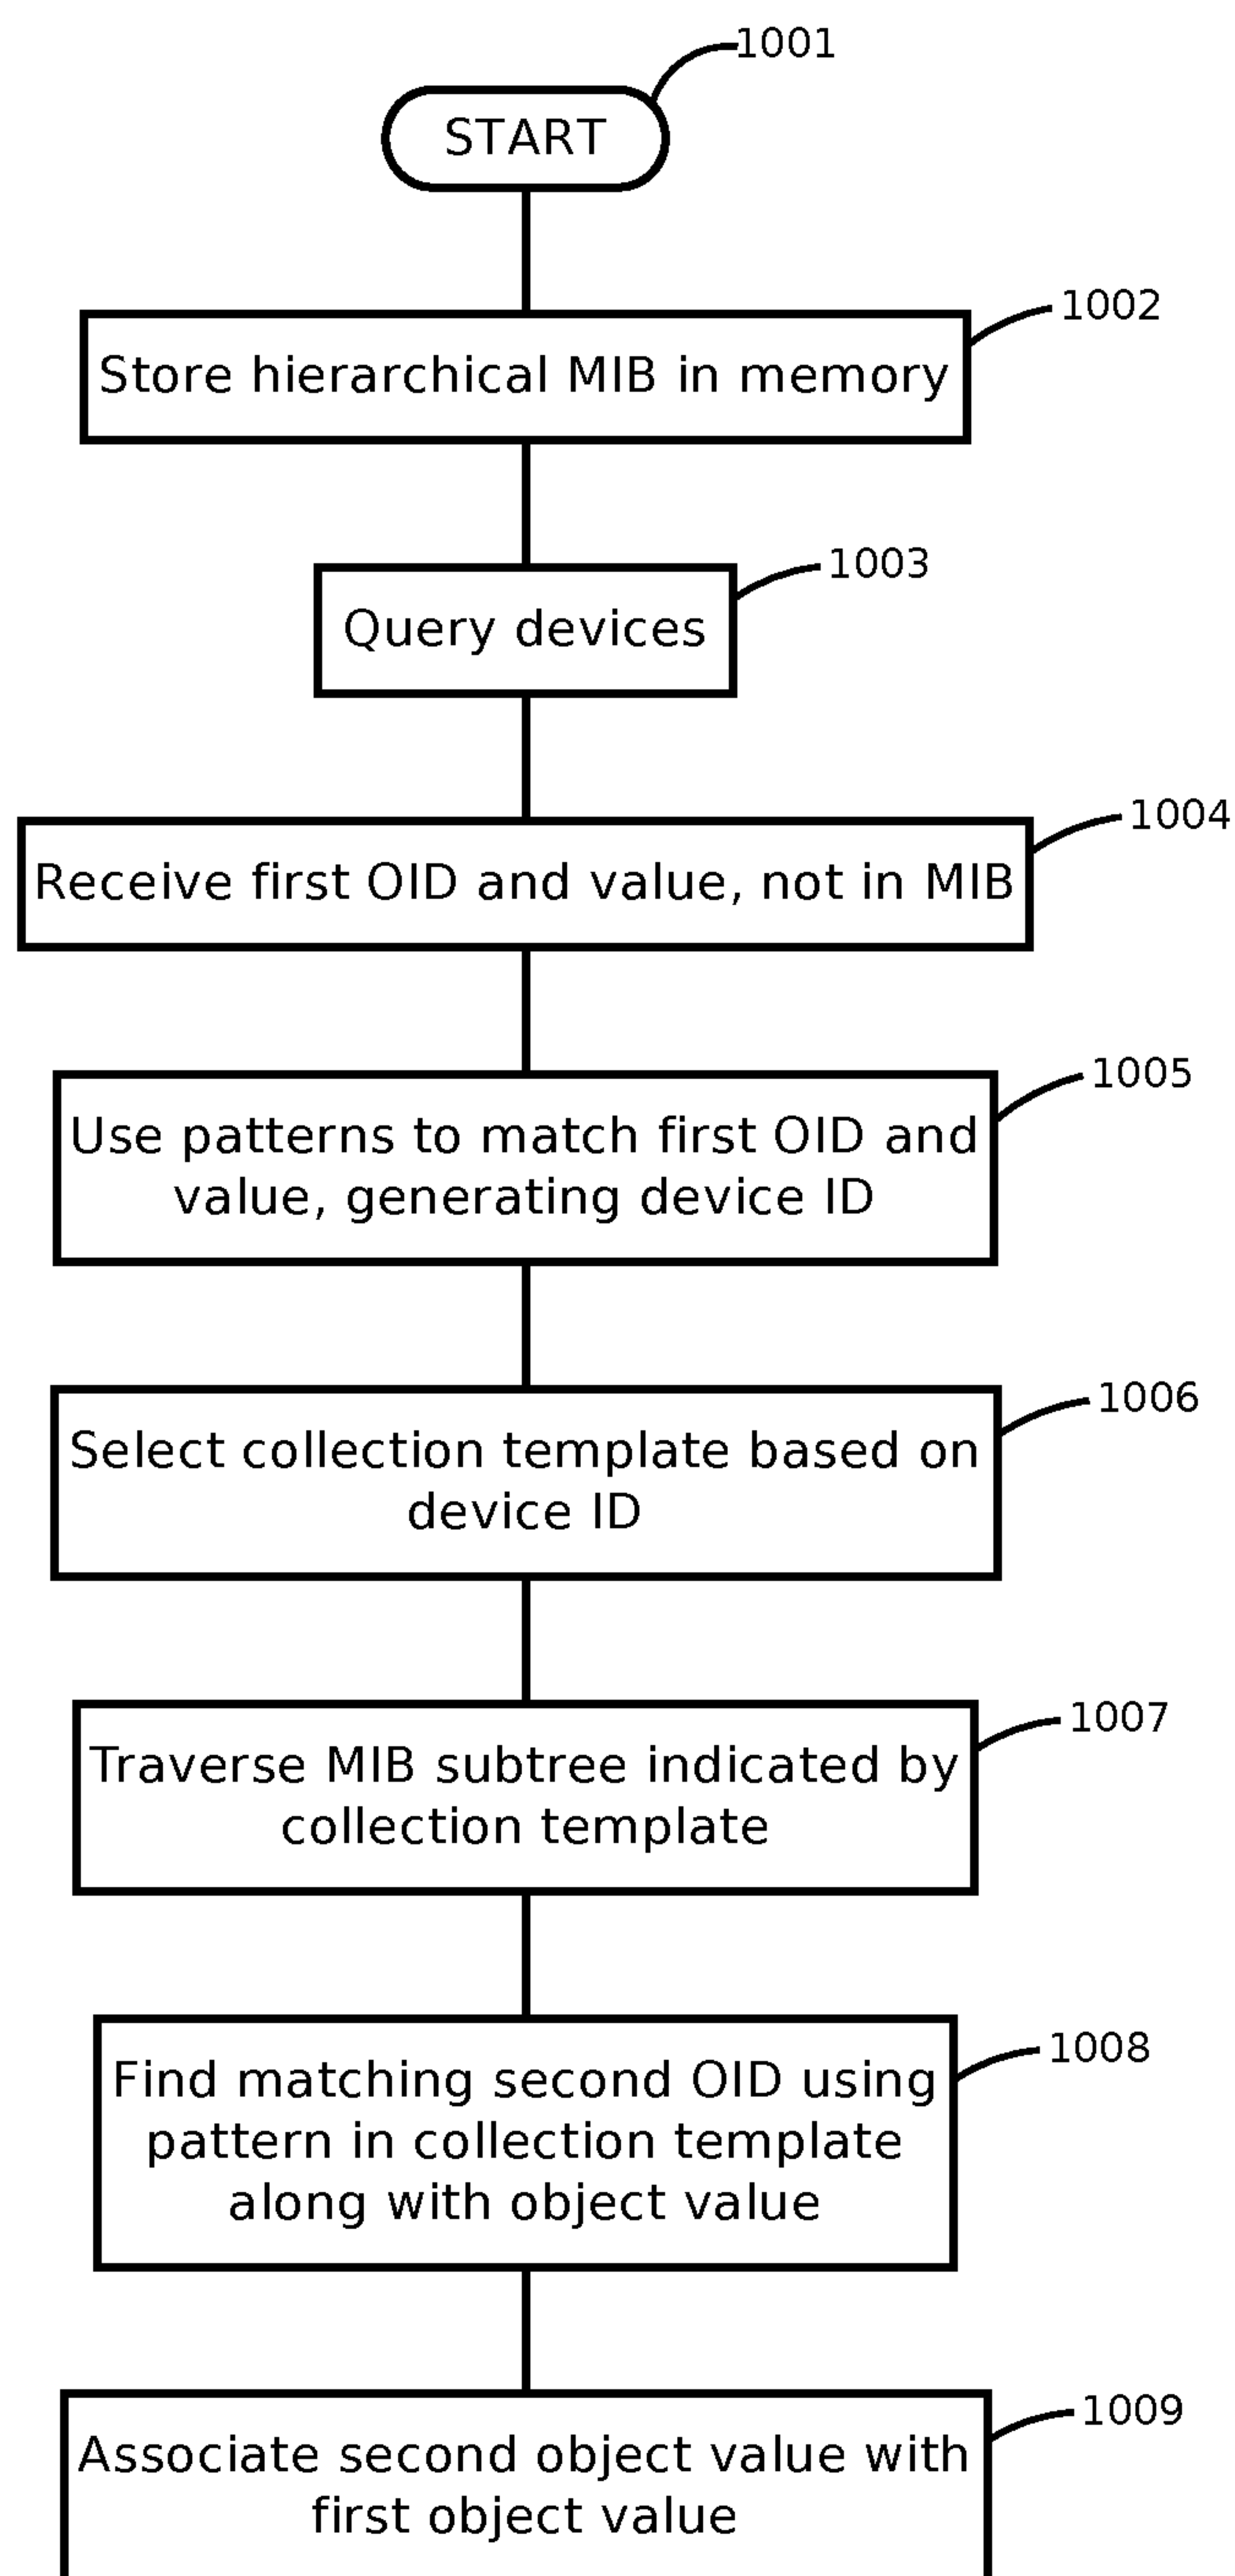 1001
START
1002
Store hierarchical MIB in memory
1003
Query devices
1004
Receive first OID and value, not in MIB
1005
Use patterns to match first OID and
value, generating device ID
1006
Select collection template based on
device ID
1007
Traverse MIB subtree indicated by
collection template
1008
Find matching second OID using
pattern in collection template
along with object value
1009
Associate second object value with
first object value